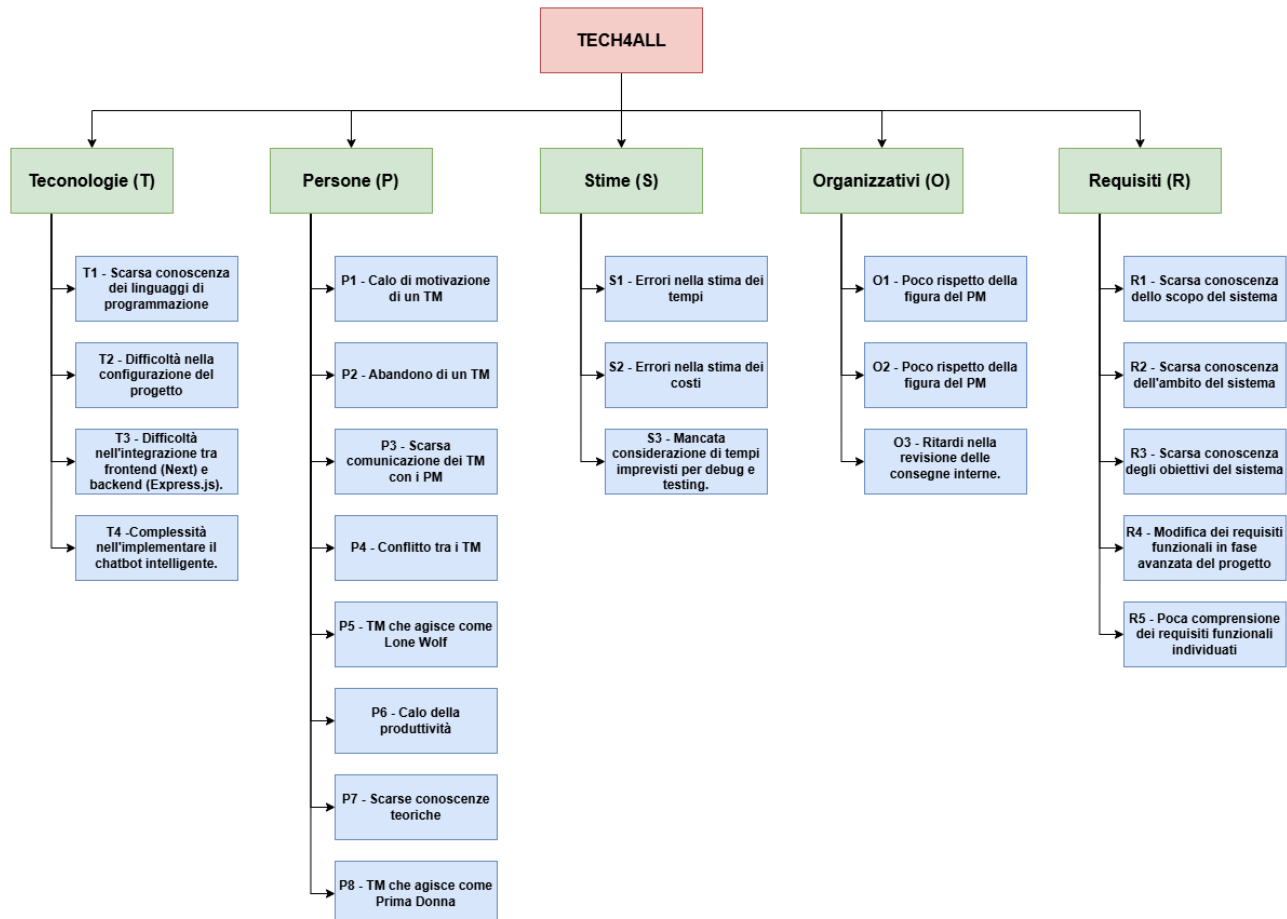 TECH4ALL
Teconologie (T)
T1 - Scarsa conoscenza
dei linguaggi di
programmazione
T2 - Difficoltà nella
configurazione del
progetto
T3 - Difficoltà
nell'integrazione tra
frontend (Next) e
backend (Express.js).
T4 -Complessità
nell'implementare il
chatbot intelligente.
Persone (P)
P1 - Calo di motivazione
di un TM
P2 - Abandono di un TM
P3 - Scarsa
comunicazione dei TM
con i PM
P4 - Conflitto tra i TM
P5 - TM che agisce come
Lone Wolf
P6 - Calo della
produttività
P7 - Scarse conoscenze
teoriche
P8 - TM che agisce come
Prima Donna
Stime (S)
S1 - Errori nella stima dei
tempi
S2 - Errori nella stima dei
costi
S3 - Mancata
considerazione di tempi
imprevisti per debug e
testing.
Organizzativi (O)
O1 - Poco rispetto della
figura del PM
O2 - Poco rispetto della
figura del PM
O3 - Ritardi nella
revisione delle
consegne interne.
Requisiti (R)
R1 - Scarsa conoscenza
dello scopo del sistema
R2 - Scarsa conoscenza
dell'ambito del sistema
R3 - Scarsa conoscenza
degli obiettivi del sistema
R4 - Modifica dei requisiti
funzionali in fase
avanzata del progetto
R5 - Poca comprensione
dei requisiti funzionali
individuati